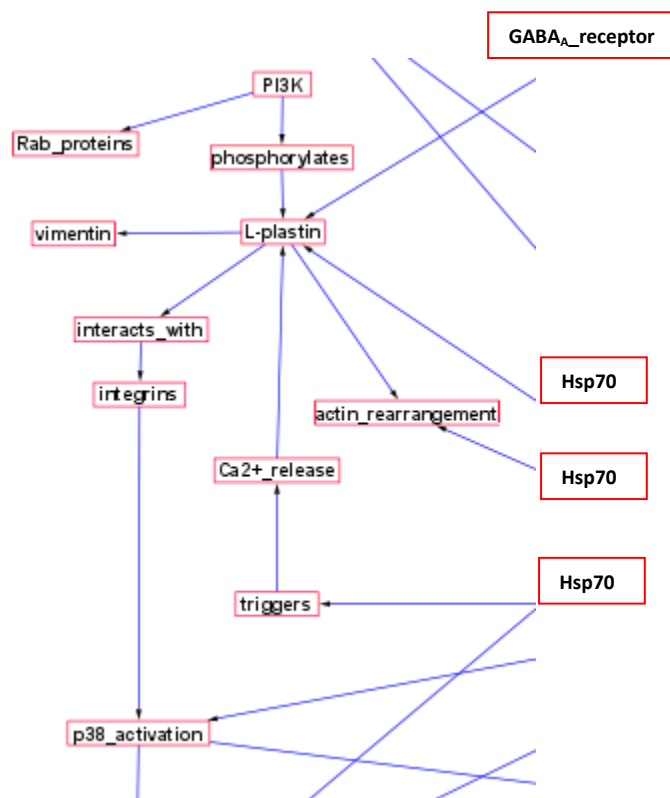 GABAA_receptor
PI3K
Rab_proteins
phosphorylates
vimentin
L-plastin
interacts_with
integrins
Hsp70
actin_rearrangement
Ca2+_release
Hsp70
triggers
Hsp70
p38_activation